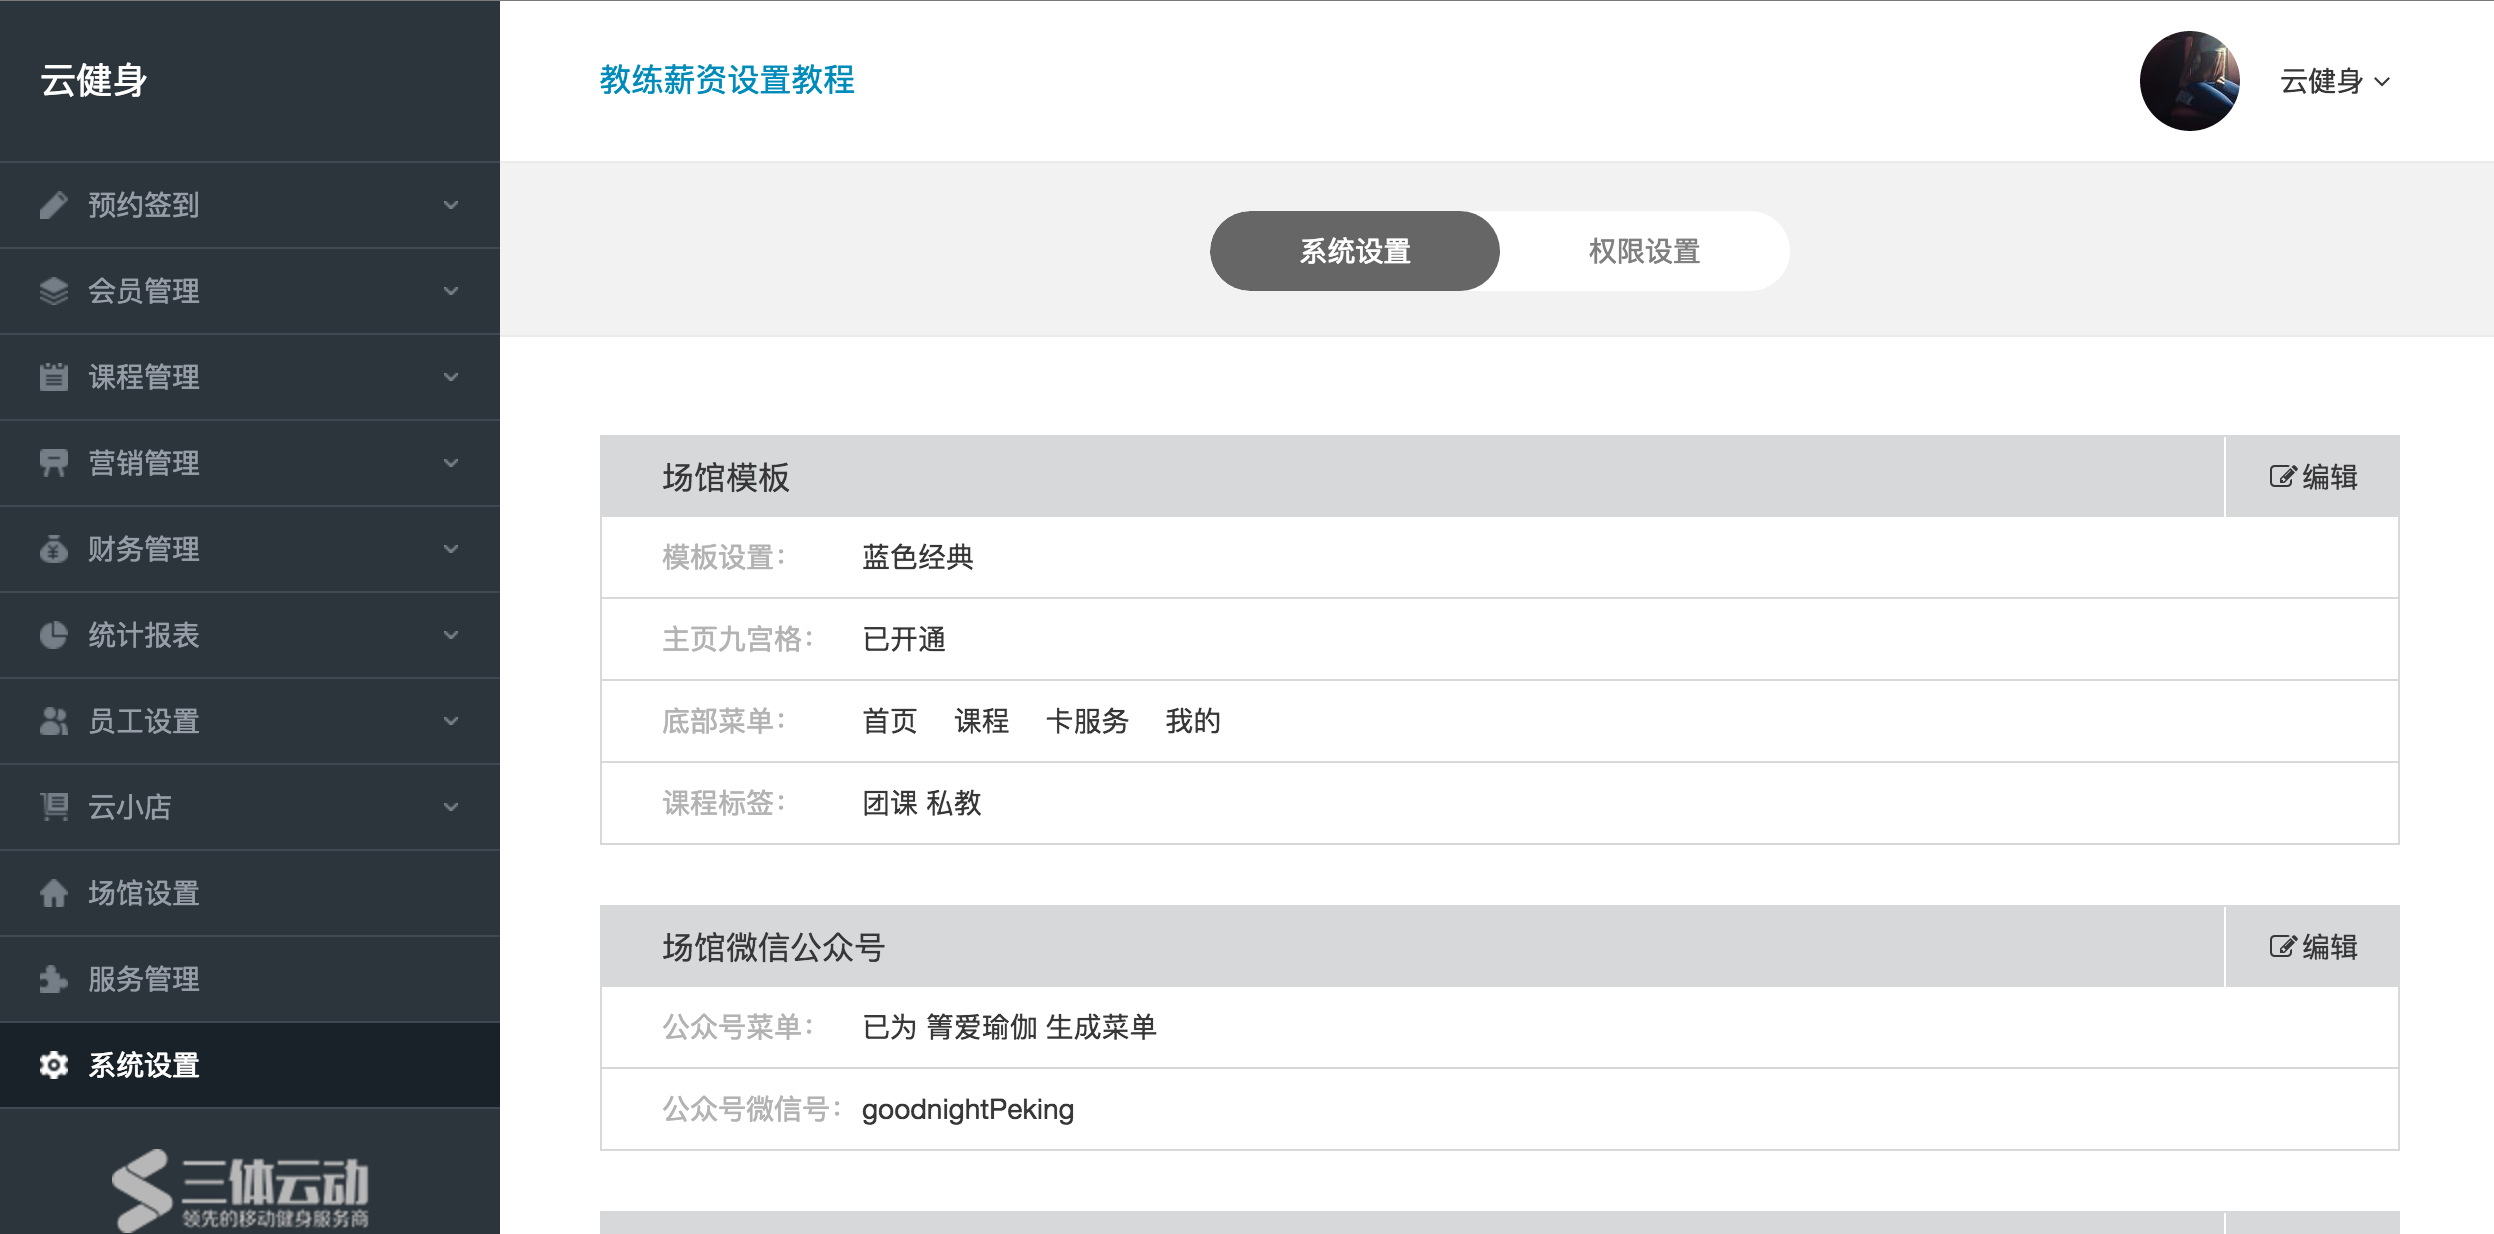 云健身
教练薪资设置教程
云健身
预约签到
会员管理
课程管理
营销管理
财务管理
统计报表
员工设置
云小店
场馆设置
服务管理
系统设置
三体云动
领先的移动健身服务商
系统设置
权限设置
场馆模板
编辑
模板设置：
蓝色经典
主页九宫格：
已开通
底部菜单：
首页 课程 卡服务 我的
课程标签：
团课 私教
场馆微信公众号
编辑
公众号菜单：
已为 箐爱瑜伽 生成菜单
公众号微信号：
goodnightPeking